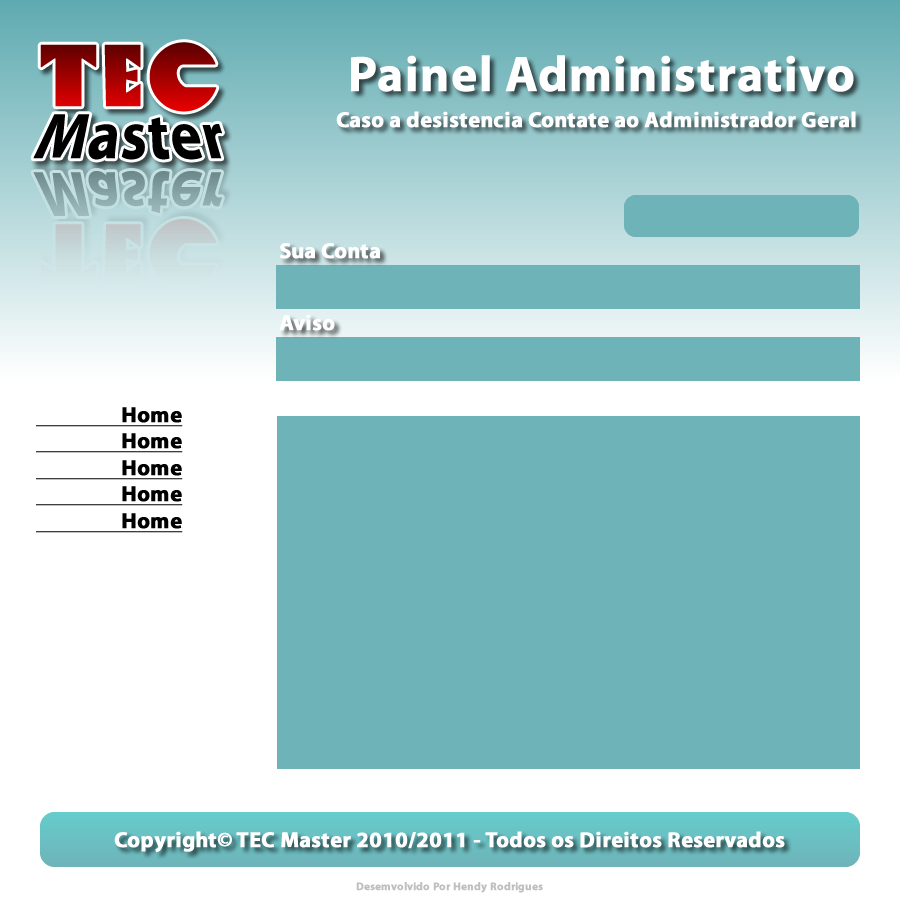 TEC
Master
Painel Administrativo
Caso a desistencia Contate ao Administrador Geral
Sua Conta
Aviso
Home
Home
Home
Home
Home
Copyright© TEC Master 2010/2011 - Todos os Direitos Reservados
Desemvolvido Por Hendy Rodrigues